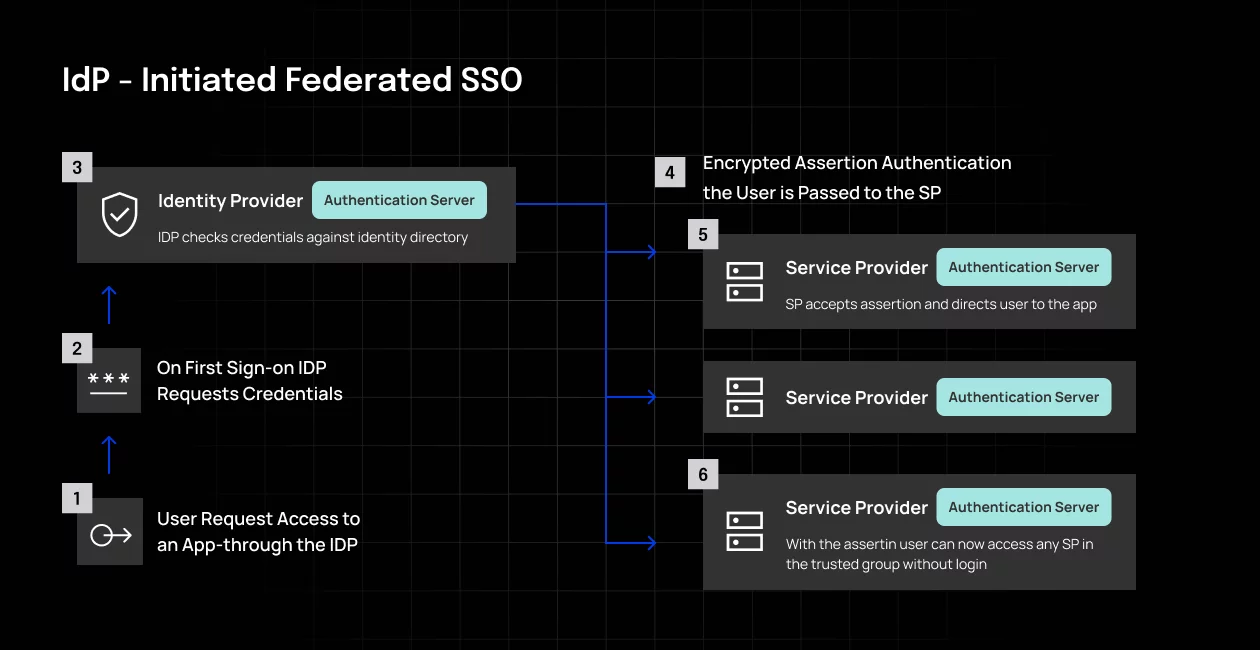 IdP - Initiated Federated SSO
3
Identity Provider
Authentication Server
IDP checks credentials against identity directory
2
***
On First Sign-on IDP
Requests Credentials
1
User Request Access to
an App-through the IDP
4
Encrypted Assertion Authentication
the User is Passed to the SP
5
Service Provider
Authentication Server
SP accepts assertion and directs user to the app
Service Provider
Authentication Server
6
Service Provider
Authentication Server
With the assertin user can now access any SP in
the trusted group without login